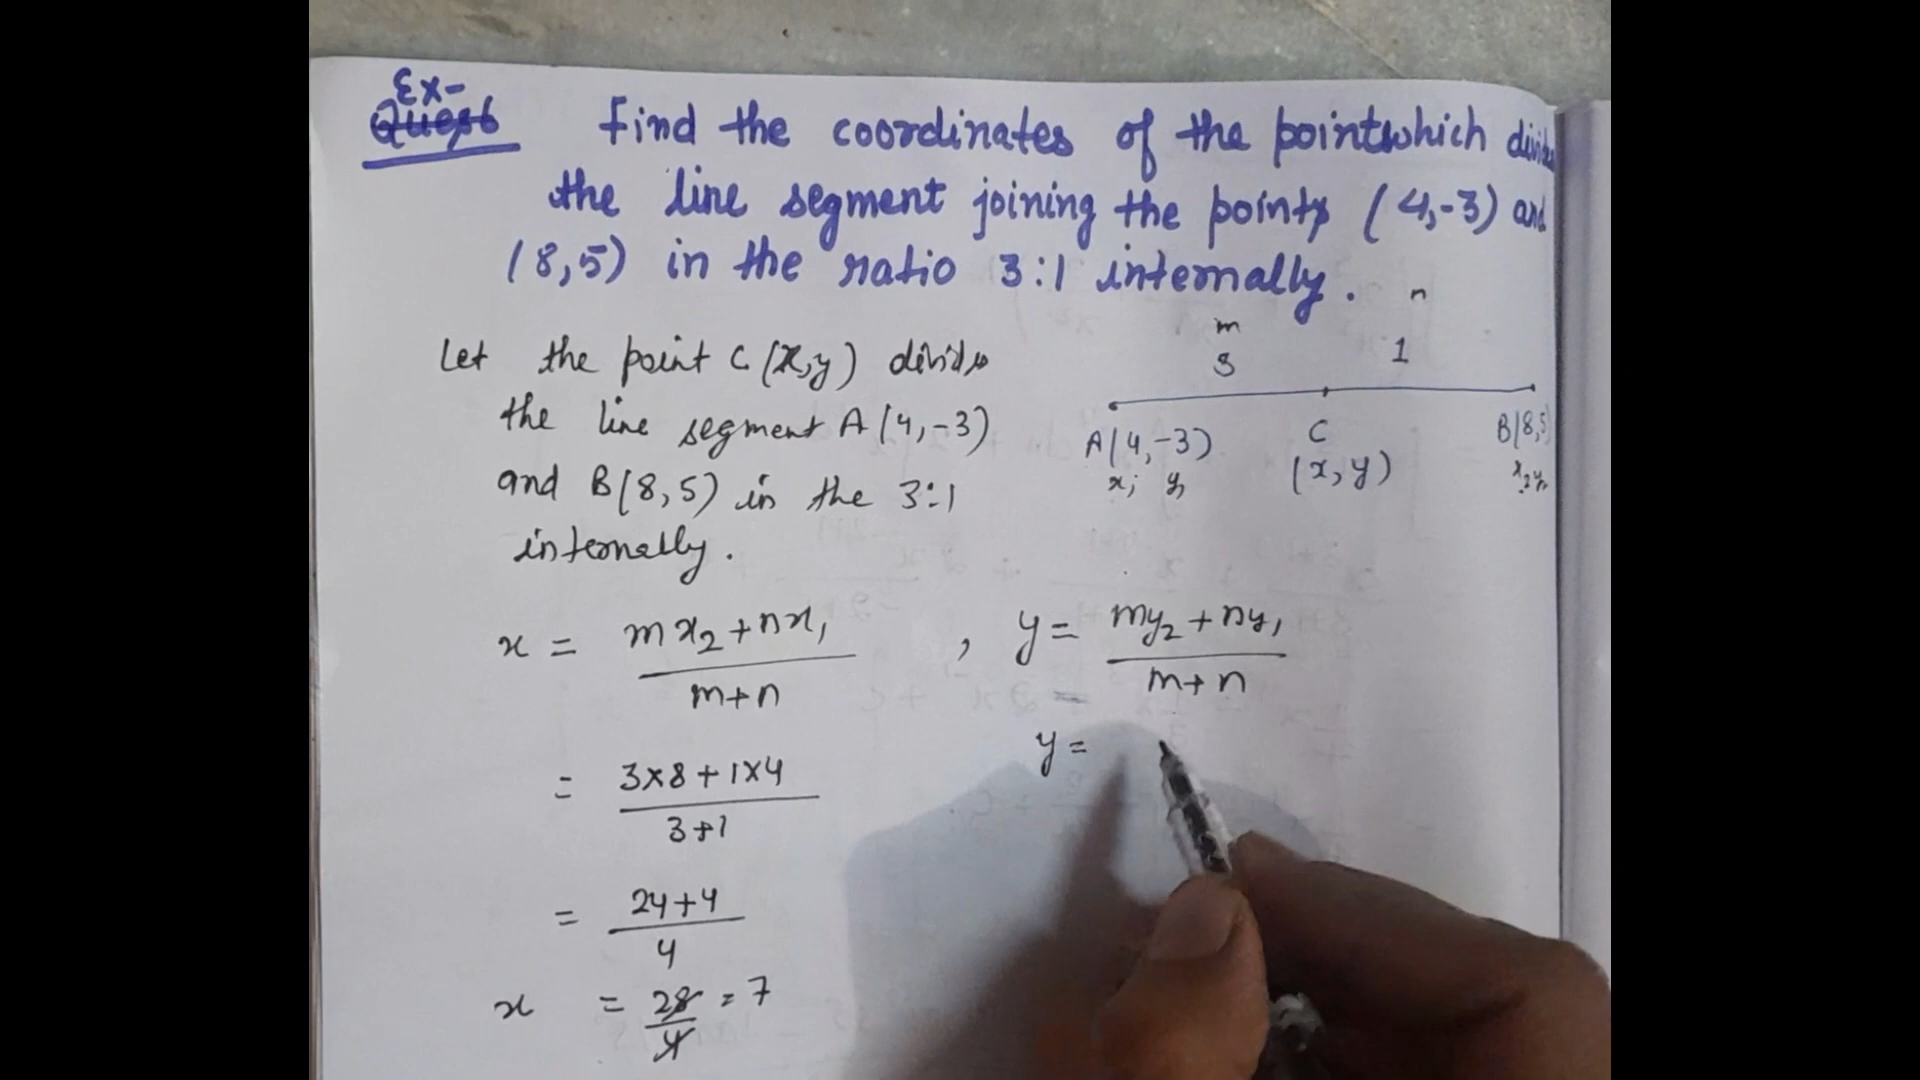 Ex-
Quest
Find the coordinates of the point which divides
the line segment joining the points (4,-3) and
(8,5) in the ratio 3:1 internally.
Let the point C(x,y) divides
the line segment A(4,-3)
and B(8,5) in the 3:1
internally.
m n
3 1
A(4,-3) C B(8,5)
x₁ y₁ (x,y) x₂ y₂
x = mx₂+nx₁ / m+n , y = my₂+ny₁ / m+n
= 3×8+1×4 / 3+1
y =
= 24+4 / 4
x = 28/4 = 7